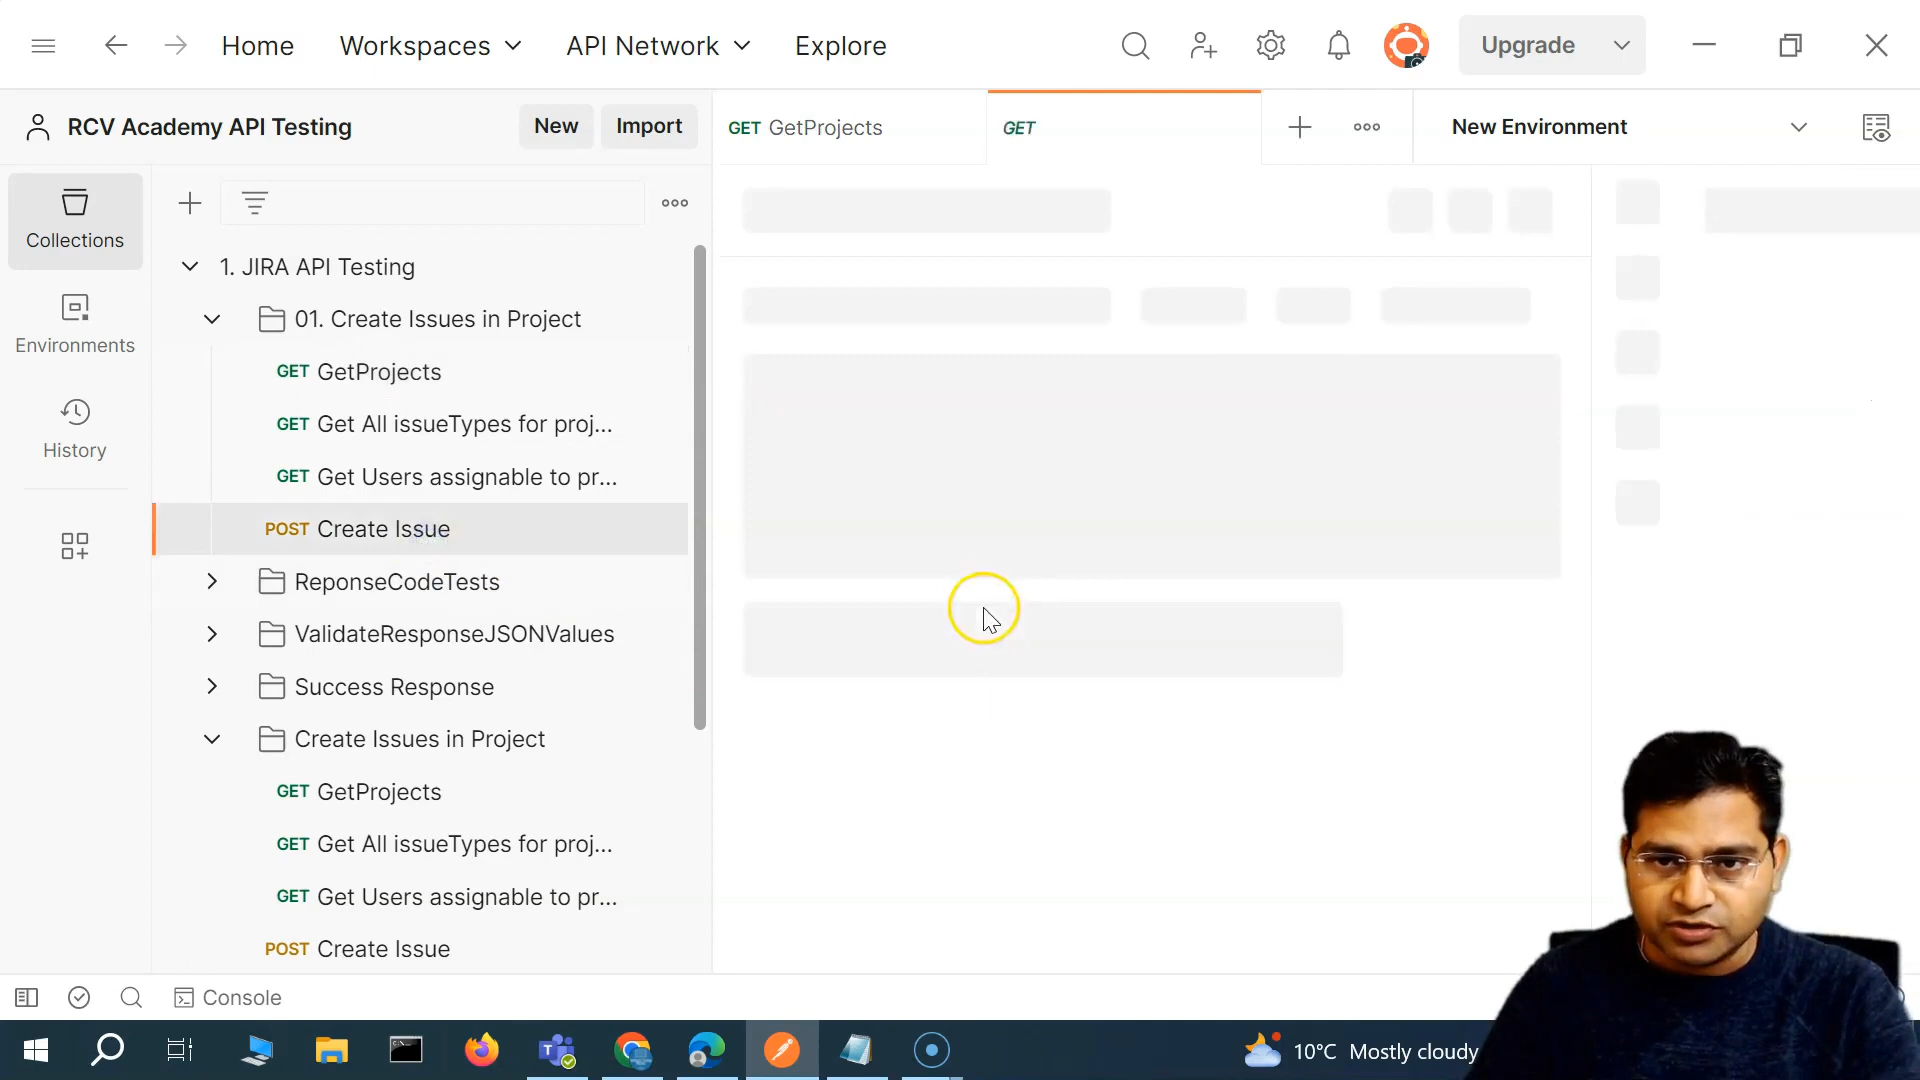 Home Workspaces API Network Explore Upgrade
RCV Academy API Testing New Import GET GetProjects GET New Environment
Collections
Environments
History
1. JIRA API Testing
01. Create Issues in Project
GET GetProjects
GET Get All issueTypes for proj...
GET Get Users assignable to pr...
POST Create Issue
ReponseCodeTests
ValidateResponseJSONValues
Success Response
Create Issues in Project
GET GetProjects
GET Get All issueTypes for proj...
GET Get Users assignable to pr...
POST Create Issue
Console
10°C Mostly cloudy